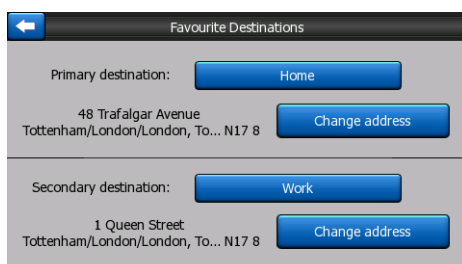 Favourite Destinations
Primary destination: Home
48 Trafalgar Avenue
Tottenham/London/London, To... N17 8
Change address
Secondary destination: Work
1 Queen Street
Tottenham/London/London, To... N17 8
Change address